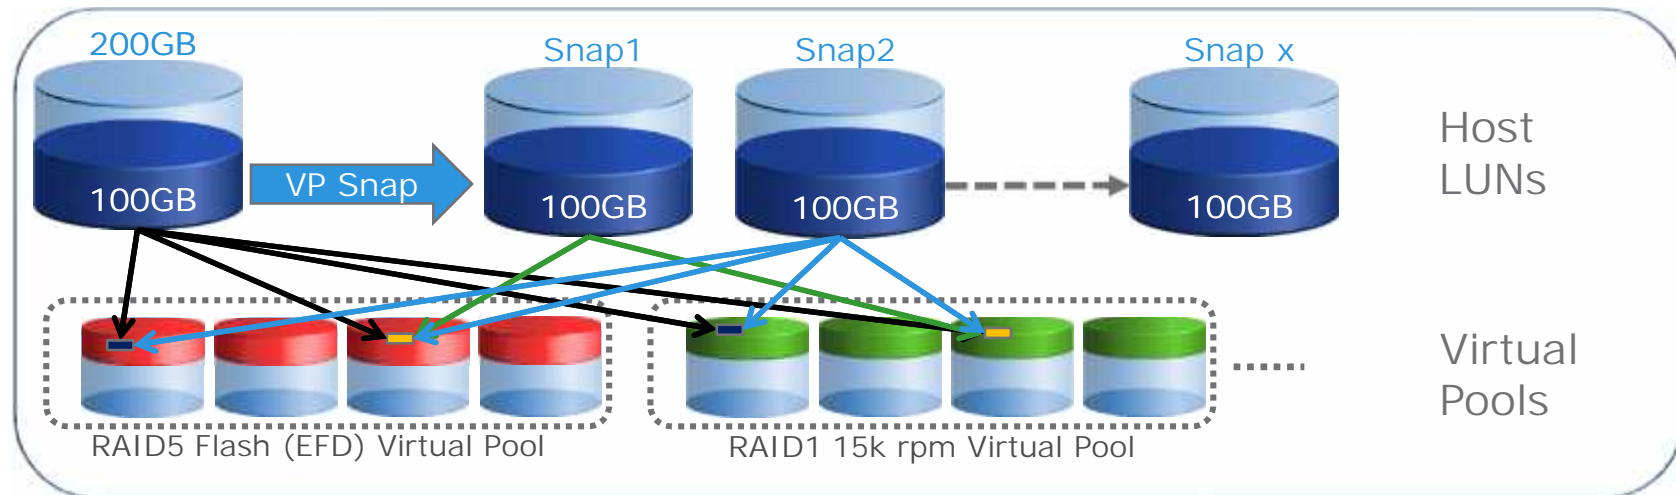 200GB
Snap1
Snap2
Snap x
Host
LUNs
VP Snap
100GB
100GB
100GB
100GB
Virtual
Pools
RAID5 Flash (EFD) Virtual Pool
RAID1 15k rpm Virtual Pool